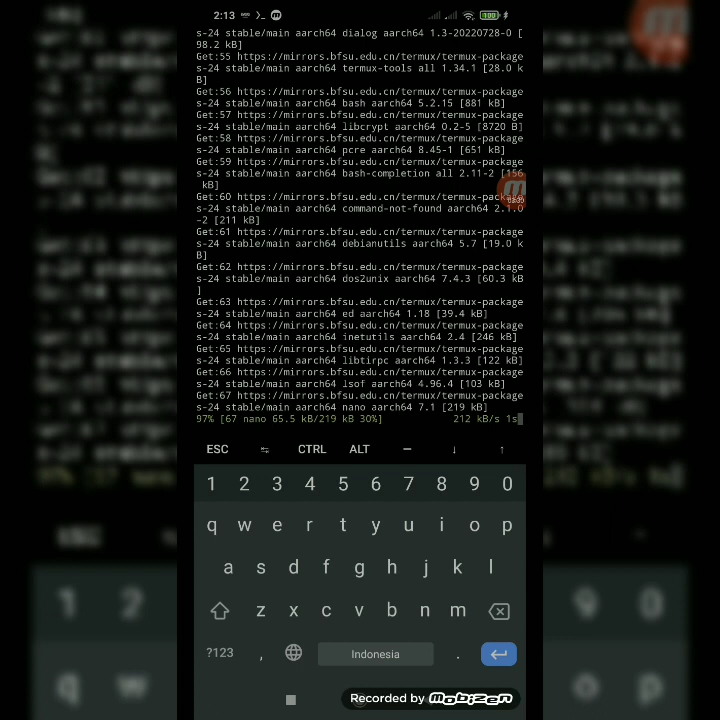 2:13
100
s-24 stable/main aarch64 dialog aarch64 1.3-20220728-0 [
98.2 kB]
Get:55 https://mirrors.bfsu.edu.cn/termux/termux-package
s-24 stable/main aarch64 termux-tools all 1.34.1 [28.0 k
B]
Get:56 https://mirrors.bfsu.edu.cn/termux/termux-package
s-24 stable/main aarch64 bash aarch64 5.2.15 [881 kB]
Get:57 https://mirrors.bfsu.edu.cn/termux/termux-package
s-24 stable/main aarch64 libcrypt aarch64 0.2-5 [8720 B]
Get:58 https://mirrors.bfsu.edu.cn/termux/termux-package
s-24 stable/main aarch64 pcre aarch64 8.45-1 [651 kB]
Get:59 https://mirrors.bfsu.edu.cn/termux/termux-package
s-24 stable/main aarch64 bash-completion all 2.11-2 [156
kB]
Get:60 https://mirrors.bfsu.edu.cn/termux/termux-package
s-24 stable/main aarch64 command-not-found aarch64 2.1.0
-2 [211 kB]
Get:61 https://mirrors.bfsu.edu.cn/termux/termux-package
s-24 stable/main aarch64 debianutils aarch64 5.7 [19.0 k
B]
Get:62 https://mirrors.bfsu.edu.cn/termux/termux-package
s-24 stable/main aarch64 dos2unix aarch64 7.4.3 [60.3 kB
]
Get:63 https://mirrors.bfsu.edu.cn/termux/termux-package
s-24 stable/main aarch64 ed aarch64 1.18 [39.4 kB]
Get:64 https://mirrors.bfsu.edu.cn/termux/termux-package
s-24 stable/main aarch64 inetutils aarch64 2.4 [246 kB]
Get:65 https://mirrors.bfsu.edu.cn/termux/termux-package
s-24 stable/main aarch64 libtirpc aarch64 1.3.3 [122 kB]
Get:66 https://mirrors.bfsu.edu.cn/termux/termux-package
s-24 stable/main aarch64 lsof aarch64 4.96.4 [103 kB]
Get:67 https://mirrors.bfsu.edu.cn/termux/termux-package
s-24 stable/main aarch64 nano aarch64 7.1 [219 kB]
97% [67 nano 65.5 kB/219 kB 30%] 212 kB/s 1s
ESC CTRL ALT — ↓ ↑
1 2 3 4 5 6 7 8 9 0
q w e r t y u i o p
a s d f g h j k l
z x c v b n m
?123 , Indonesia .
Recorded by mobizen